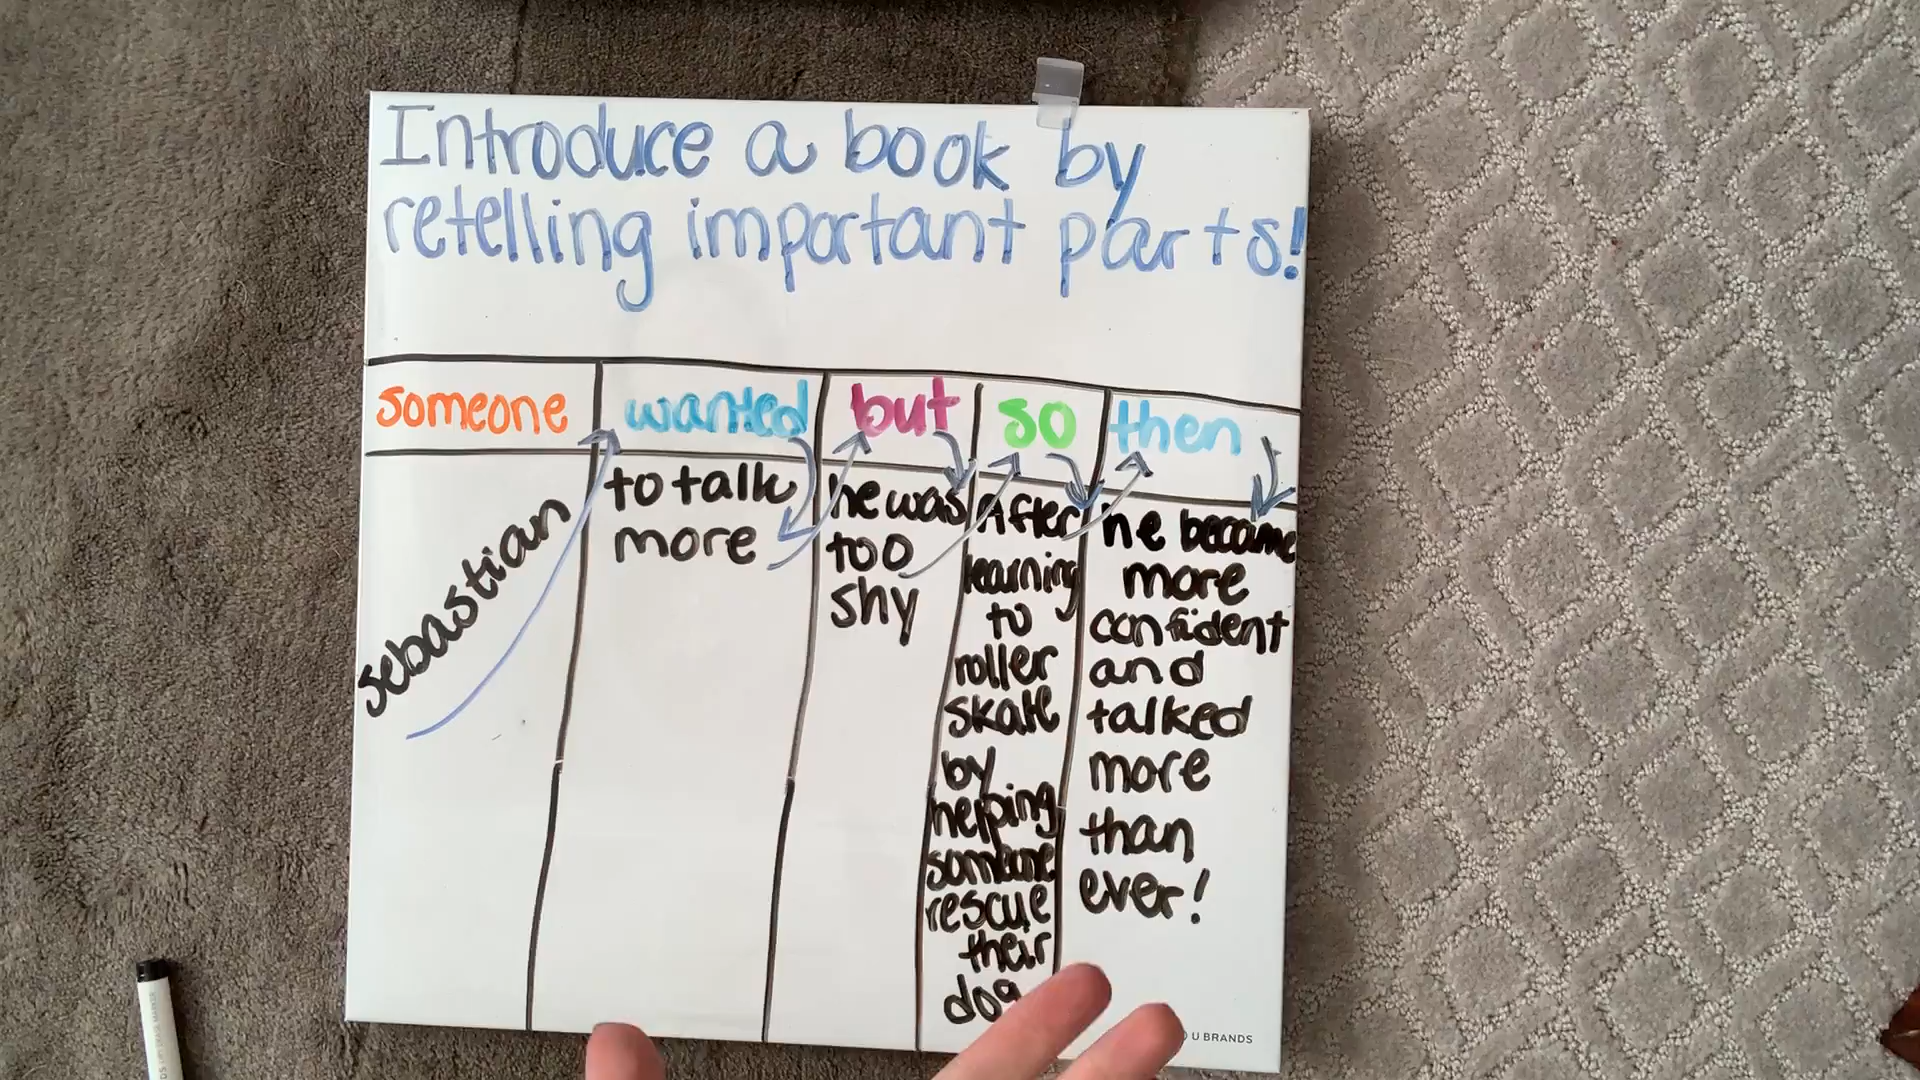 Introduce a book by
retelling important parts!
someone
wanted
but
so
then
Sebastian
to talk
more
he was
too
shy
After
learning
to
roller
skate
by
helping
someone
rescue
their
dog
he became
more
confident
and
talked
more
than
ever!
U BRANDS